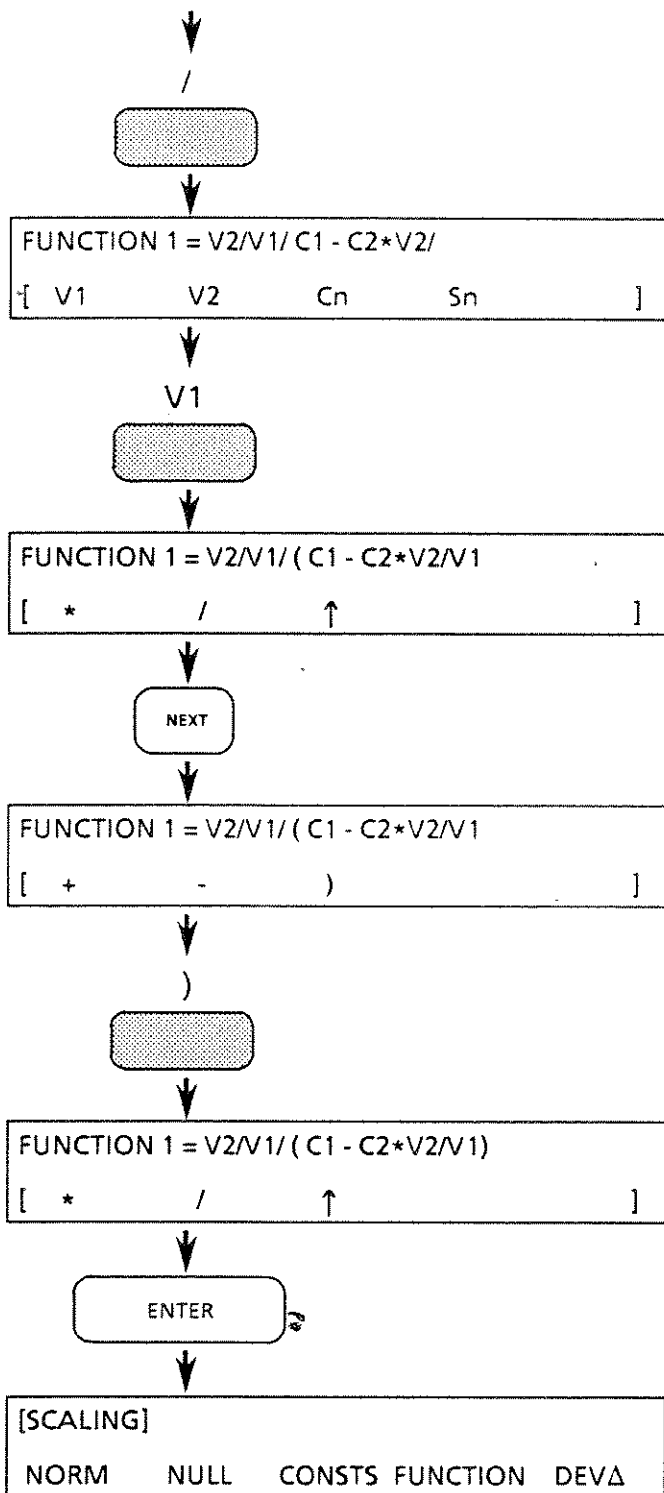 /
FUNCTION 1 = V2/V1/ C1 - C2*V2/
[ V1 V2 Cn Sn ]
V1
FUNCTION 1 = V2/V1/ ( C1 - C2*V2/V1
[ * / ↑ ]
NEXT
FUNCTION 1 = V2/V1/ ( C1 - C2*V2/V1
[ + - ) ]
)
FUNCTION 1 = V2/V1/ ( C1 - C2*V2/V1)
[ * / ↑ ]
ENTER
[SCALING]
NORM NULL CONSTS FUNCTION DEVΔ